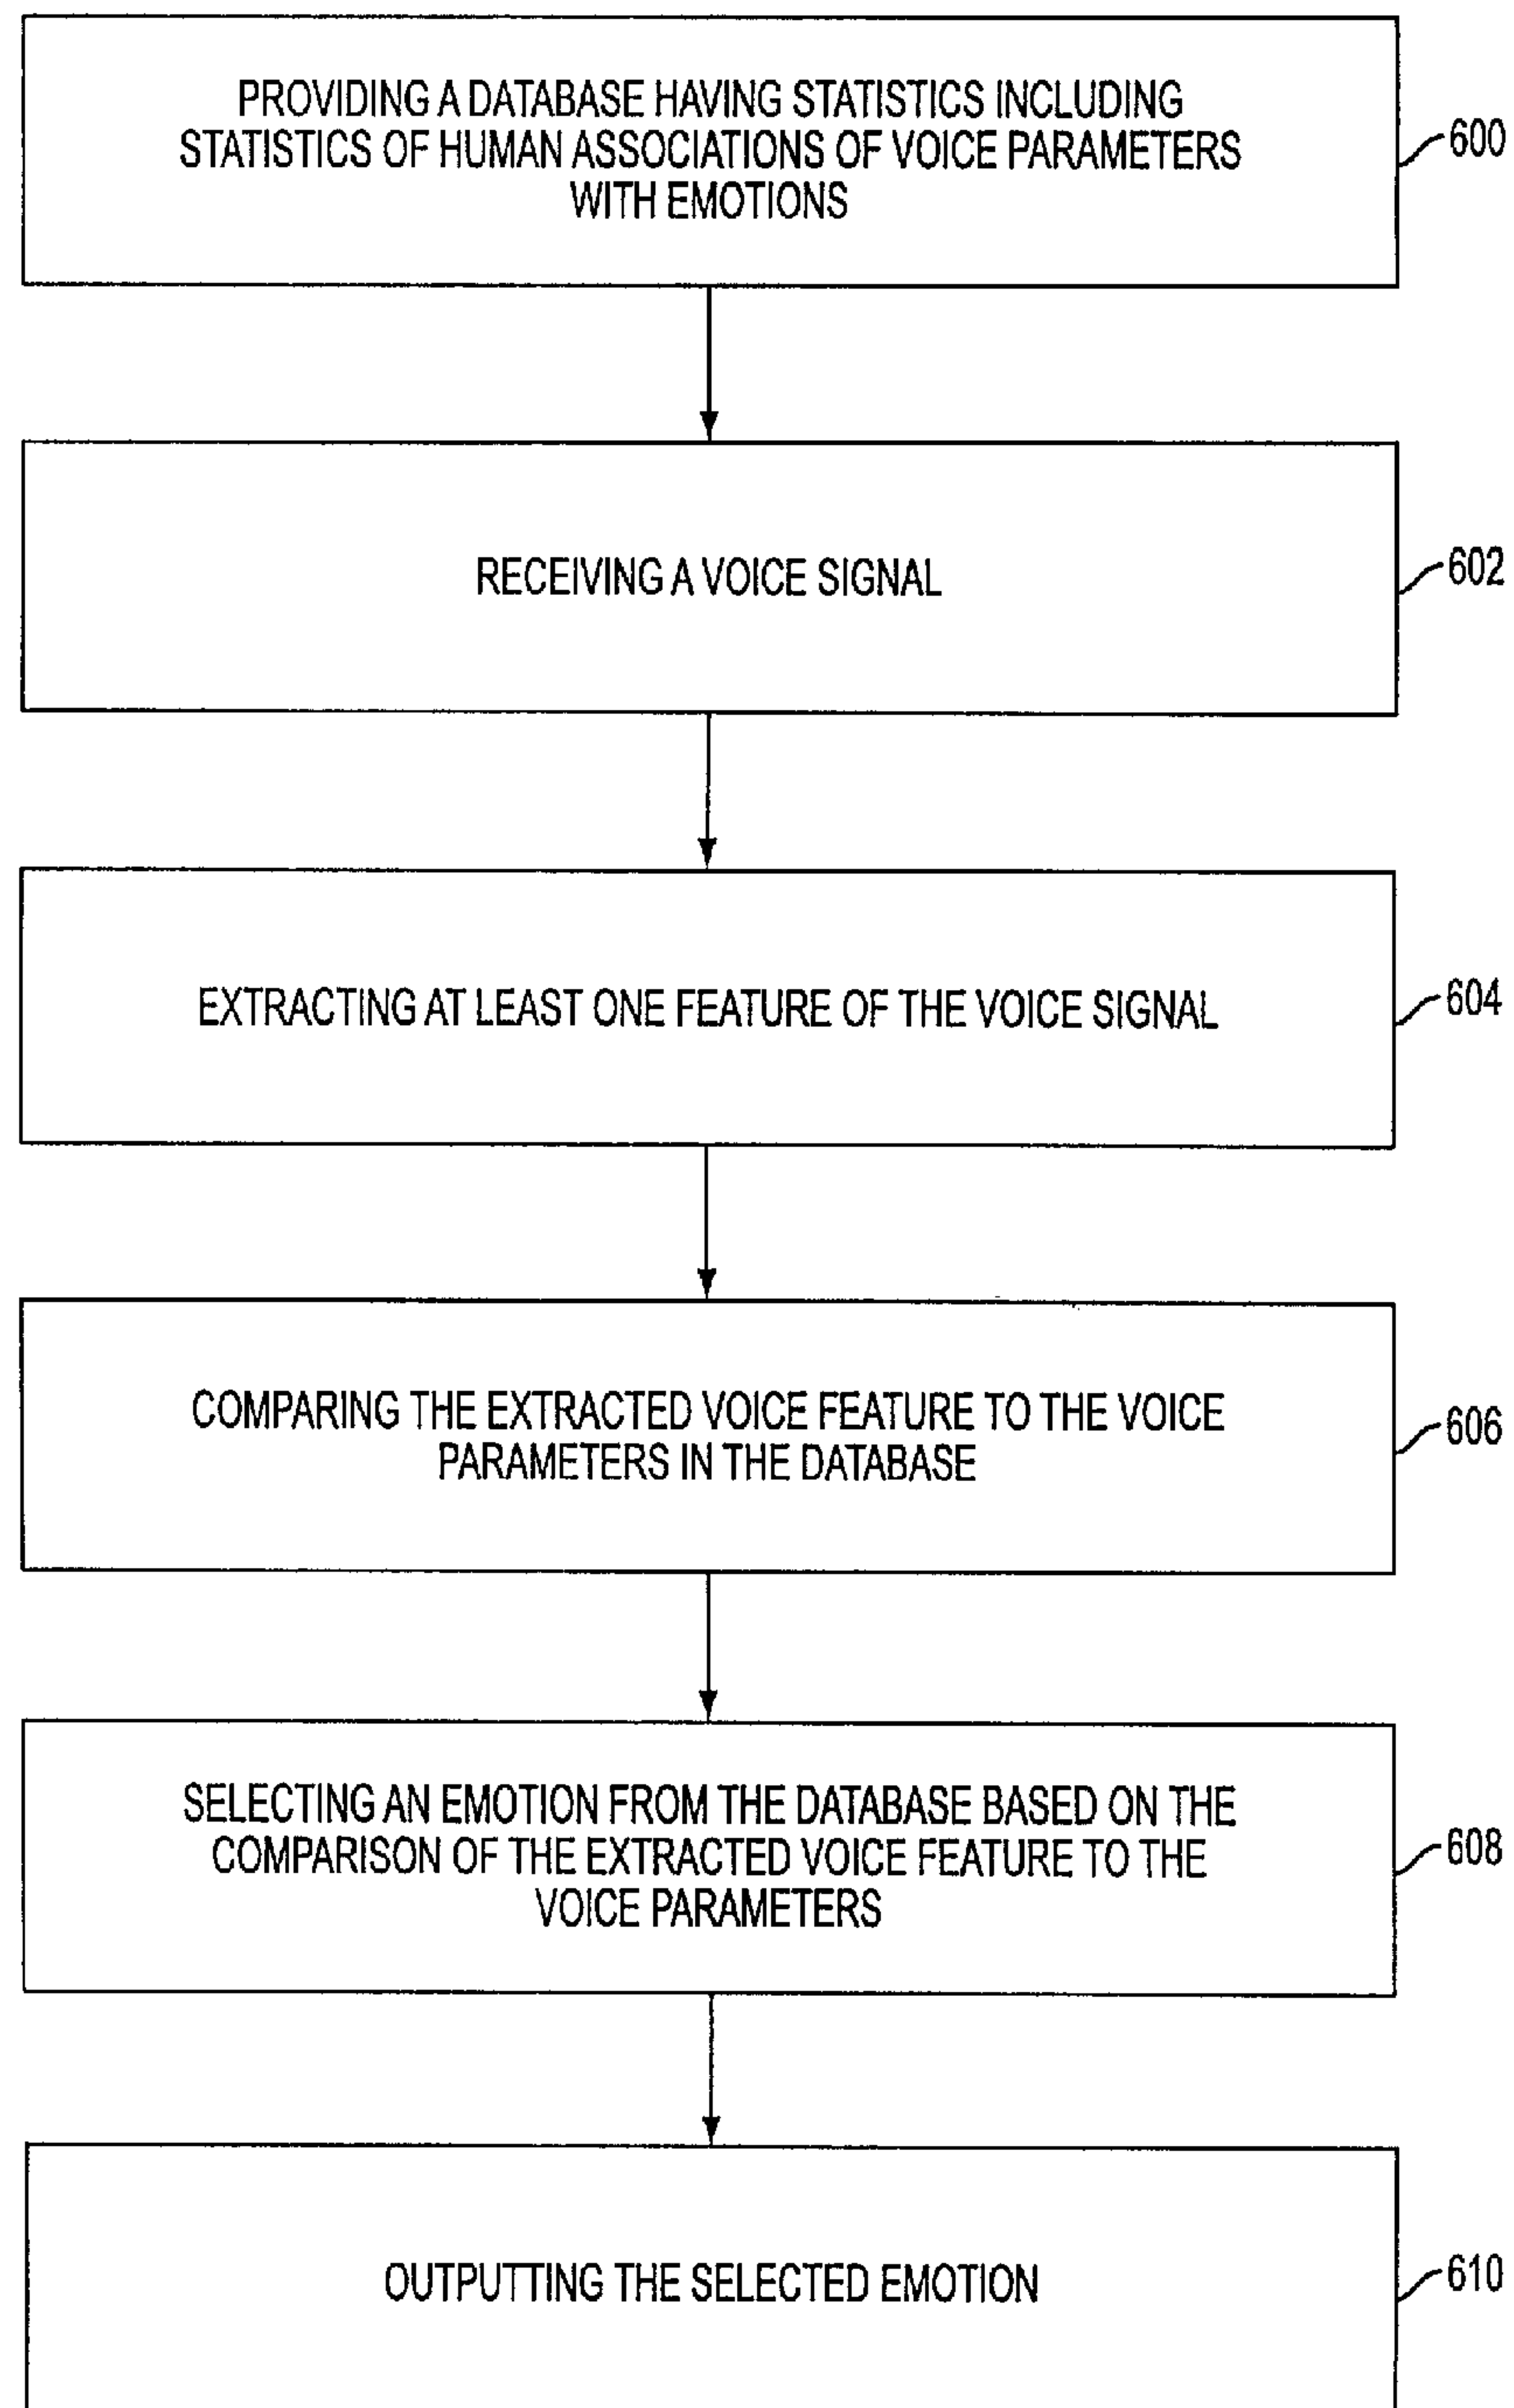 PROVIDING A DATABASE HAVING STATISTICS INCLUDING
STATISTICS OF HUMAN ASSOCIATIONS OF VOICE PARAMETERS
WITH EMOTIONS
600
RECEIVING A VOICE SIGNAL
602
EXTRACTING AT LEAST ONE FEATURE OF THE VOICE SIGNAL
604
COMPARING THE EXTRACTED VOICE FEATURE TO THE VOICE
PARAMETERS IN THE DATABASE
606
SELECTING AN EMOTION FROM THE DATABASE BASED ON THE
COMPARISON OF THE EXTRACTED VOICE FEATURE TO THE
VOICE PARAMETERS
608
OUTPUTTING THE SELECTED EMOTION
610